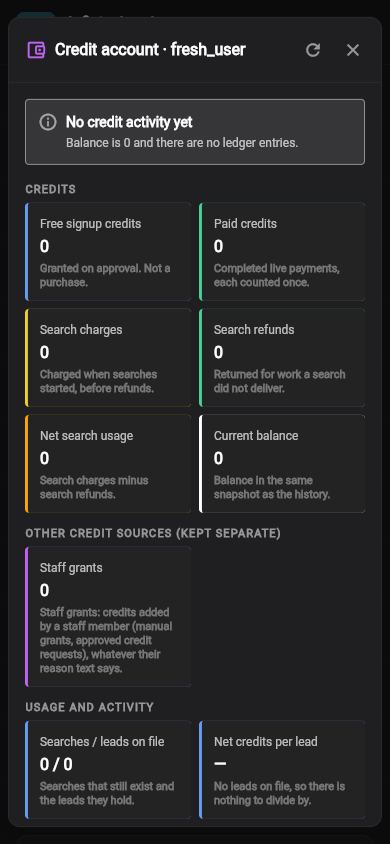 Credit account · fresh_user
No credit activity yet
Balance is 0 and there are no ledger entries.
CREDITS
Free signup credits
0
Granted on approval. Not a
purchase.
Paid credits
0
Completed live payments,
each counted once.
Search charges
0
Charged when searches
started, before refunds.
Search refunds
0
Returned for work a search
did not deliver.
Net search usage
0
Search charges minus
search refunds.
Current balance
0
Balance in the same
snapshot as the history.
OTHER CREDIT SOURCES (KEPT SEPARATE)
Staff grants
0
Staff grants: credits added
by a staff member (manual
grants, approved credit
requests), whatever their
reason text says.
USAGE AND ACTIVITY
Searches / leads on file
0 / 0
Searches that still exist and
the leads they hold.
Net credits per lead
—
No leads on file, so there is
nothing to divide by.